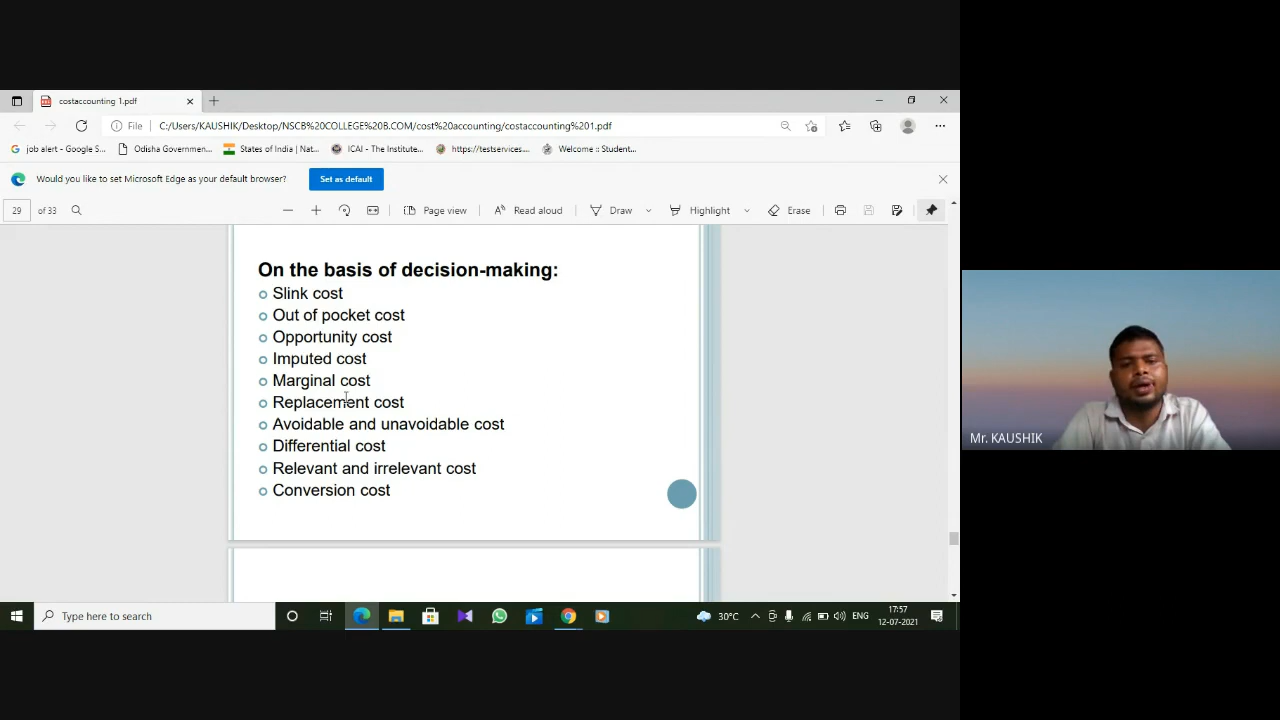 costaccounting 1.pdf
File
C:/Users/KAUSHIK/Desktop/NSCB%20COLLEGE%20B.COM/cost%20accounting/costaccounting%201.pdf
job alert - Google S...
Odisha Governmen...
States of India | Nat...
ICAI - The Institute...
https://testservices....
Welcome :: Student...
Would you like to set Microsoft Edge as your default browser?
Set as default
29 of 33
Page view
Read aloud
Draw
Highlight
Erase
On the basis of decision-making:
Slink cost
Out of pocket cost
Opportunity cost
Imputed cost
Marginal cost
Replacement cost
Avoidable and unavoidable cost
Differential cost
Relevant and irrelevant cost
Conversion cost
Mr. KAUSHIK
Type here to search
30°C
ENG
17:57
12-07-2021